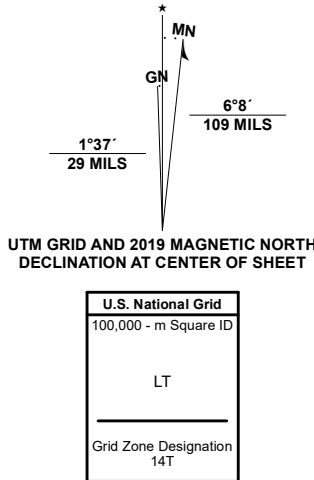 MN
GN
6°8´
109 MILS
1°37´
29 MILS
UTM GRID AND 2019 MAGNETIC NORTH
DECLINATION AT CENTER OF SHEET
U.S. National Grid
100,000 - m Square ID
LT
Grid Zone Designation
14T